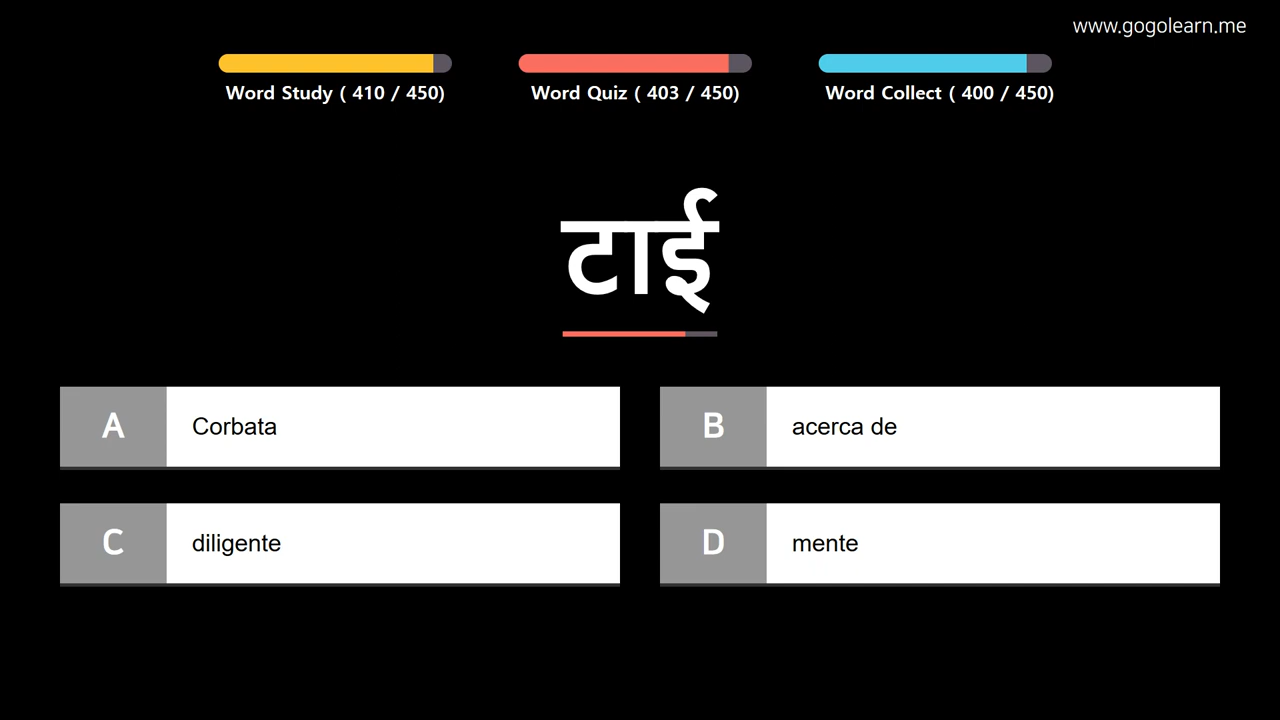 www.gogolearn.me
Word Study ( 410 / 450)
Word Quiz ( 403 / 450)
Word Collect ( 400 / 450)
टाई
A Corbata
B acerca de
C diligente
D mente